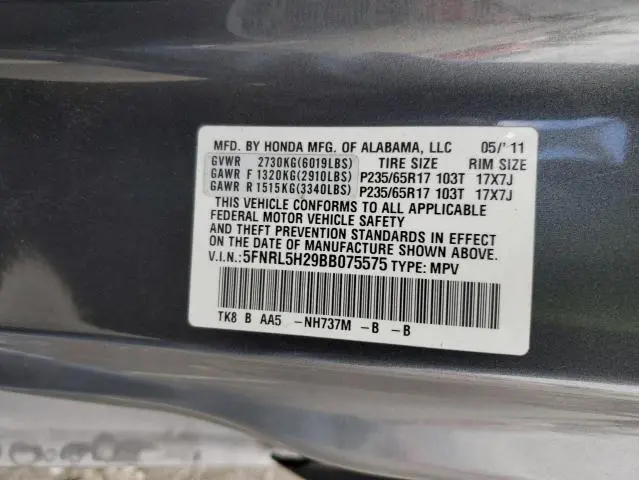 MFD. BY HONDA MFG. OF ALABAMA, LLC 05/'11
GVWR 2730KG(6019LBS) TIRE SIZE RIM SIZE
GAWR F 1320KG(2910LBS) P235/65R17 103T 17X7J
GAWR R 1515KG(3340LBS) P235/65R17 103T 17X7J
THIS VEHICLE CONFORMS TO ALL APPLICABLE
FEDERAL MOTOR VEHICLE SAFETY
AND THEFT PREVENTION STANDARDS IN EFFECT
ON THE DATE OF MANUFACTURE SHOWN ABOVE.
V.I.N.:5FNRL5H29BB075575 TYPE: MPV
TK8 B AA5 -NH737M -B -B